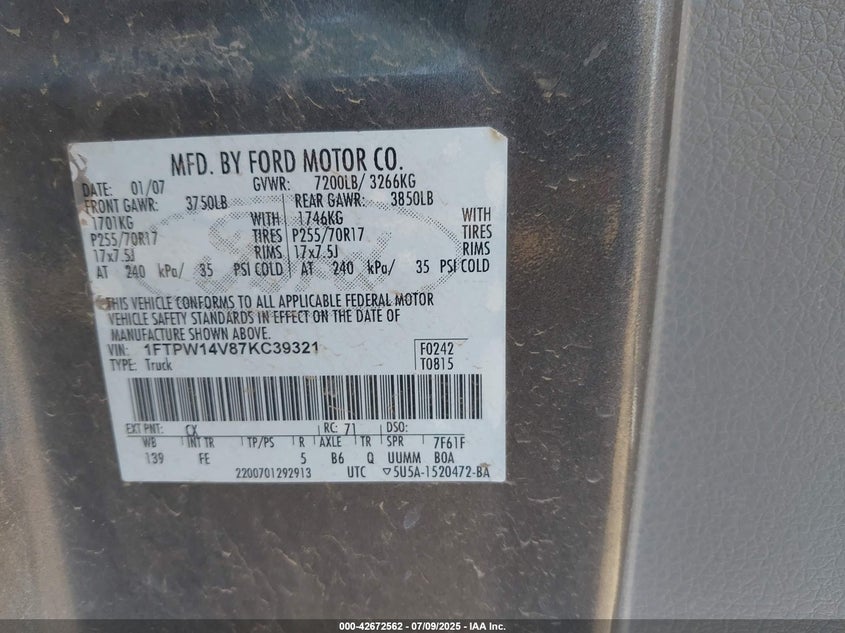 MFD. BY FORD MOTOR CO.
DATE: 01/07 GVWR: 7200LB/ 3266KG
FRONT GAWR: 3750LB REAR GAWR: 3850LB
1701KG WITH 1746KG WITH
P255/70R17 TIRES P255/70R17 TIRES
17x7.5J RIMS 17x7.5J RIMS
AT 240 kPa/ 35 PSI COLD AT 240 kPa/ 35 PSI COLD
THIS VEHICLE CONFORMS TO ALL APPLICABLE FEDERAL MOTOR
VEHICLE SAFETY STANDARDS IN EFFECT ON THE DATE OF
MANUFACTURE SHOWN ABOVE.
VIN: 1FTPW14V87KC39321 F0242
TYPE: Truck T0815
EXT PNT: CX RC: 71 DSO:
WB INT TR TP/PS R AXLE TR SPR 7F61F
139 FE 5 B6 Q UUMM BOA
2200701292913 UTC ▽5U5A-1520472-BA
000-42672562 | 07/09/2025 | IAA Inc.